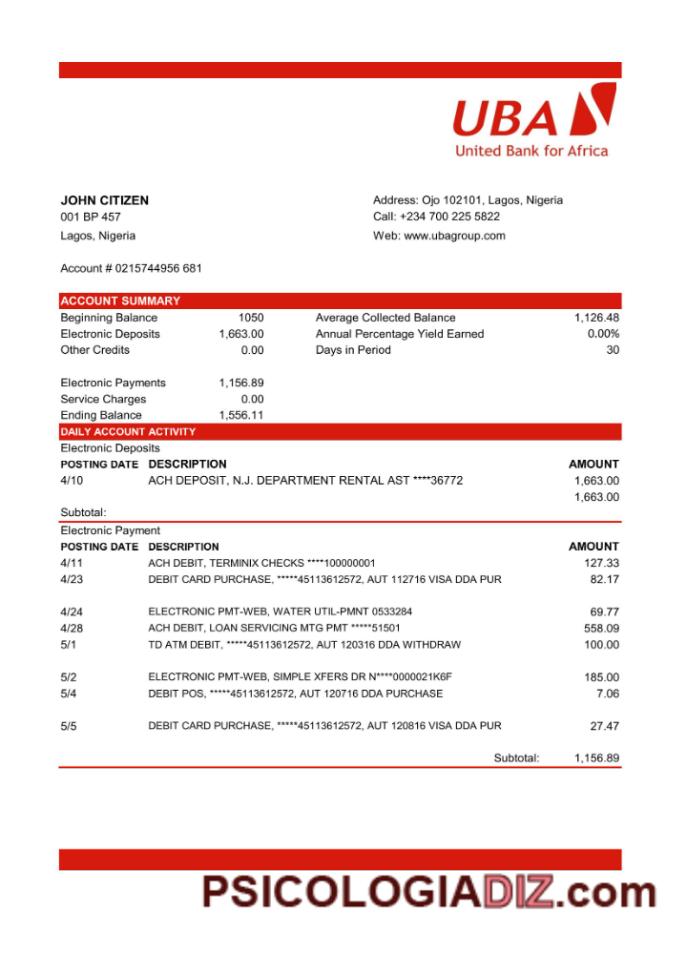 UBA
United Bank for Africa
JOHN CITIZEN
001 BP 457
Lagos, Nigeria
Address: Ojo 102101, Lagos, Nigeria
Call: +234 700 225 5822
Web: www.ubagroup.com
Account # 0215744956 681
ACCOUNT SUMMARY
Beginning Balance 1050 Average Collected Balance 1,126.48
Electronic Deposits 1,663.00 Annual Percentage Yield Earned 0.00%
Other Credits 0.00 Days in Period 30
Electronic Payments 1,156.89
Service Charges 0.00
Ending Balance 1,556.11
DAILY ACCOUNT ACTIVITY
Electronic Deposits
POSTING DATE DESCRIPTION AMOUNT
4/10 ACH DEPOSIT, N.J. DEPARTMENT RENTAL AST ****36772 1,663.00
1,663.00
Subtotal:
Electronic Payment
POSTING DATE DESCRIPTION AMOUNT
4/11 ACH DEBIT, TERMINIX CHECKS ****100000001 127.33
4/23 DEBIT CARD PURCHASE, *****45113612572, AUT 112716 VISA DDA PUR 82.17
4/24 ELECTRONIC PMT-WEB, WATER UTIL-PMNT 0533284 69.77
4/28 ACH DEBIT, LOAN SERVICING MTG PMT *****51501 558.09
5/1 TD ATM DEBIT, *****45113612572, AUT 120316 DDA WITHDRAW 100.00
5/2 ELECTRONIC PMT-WEB, SIMPLE XFERS DR N****0000021K6F 185.00
5/4 DEBIT POS, *****45113612572, AUT 120716 DDA PURCHASE 7.06
5/5 DEBIT CARD PURCHASE, *****45113612572, AUT 120816 VISA DDA PUR 27.47
Subtotal: 1,156.89
PSICOLOGIADIZ.com